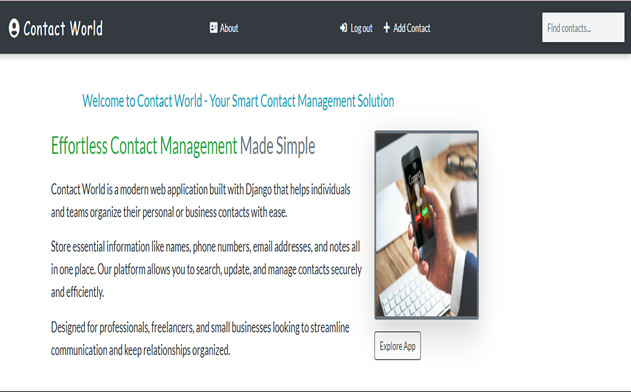 Contact World
About
Log out
Add Contact
Find contacts...
Welcome to Contact World - Your Smart Contact Management Solution
Effortless Contact Management Made Simple
Contact World is a modern web application built with Django that helps individuals
and teams organize their personal or business contacts with ease.
Store essential information like names, phone numbers, email addresses, and notes all
in one place. Our platform allows you to search, update, and manage contacts securely
and efficiently.
Designed for professionals, freelancers, and small businesses looking to streamline
communication and keep relationships organized.
Explore App